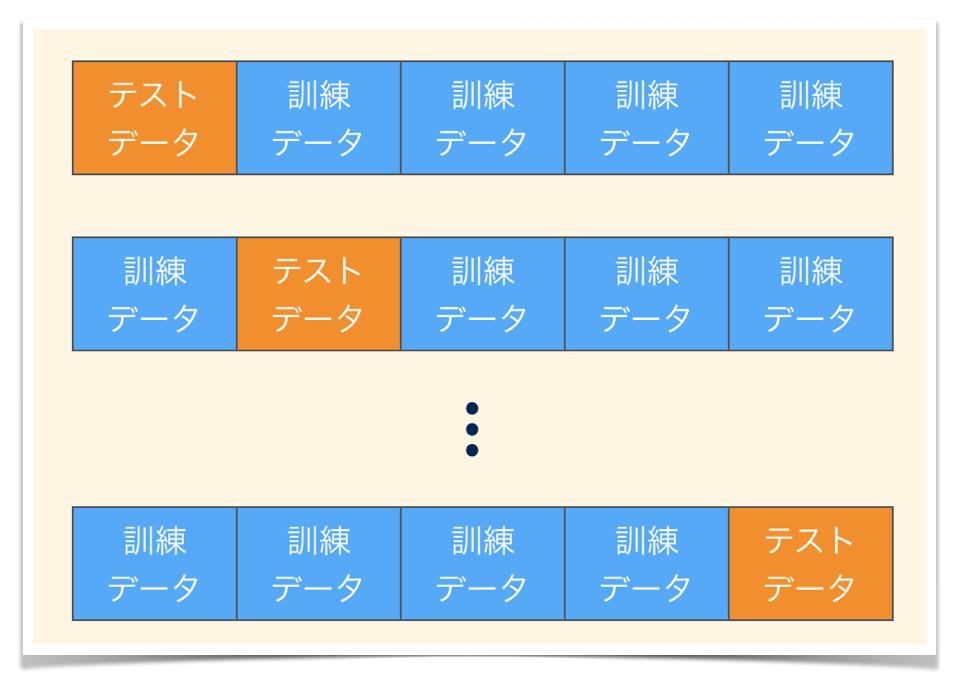 テスト 訓練 訓練 訓練 訓練
データ データ データ データ データ
訓練 テスト 訓練 訓練 訓練
データ データ データ データ データ
訓練 訓練 訓練 訓練 テスト
データ データ データ データ データ